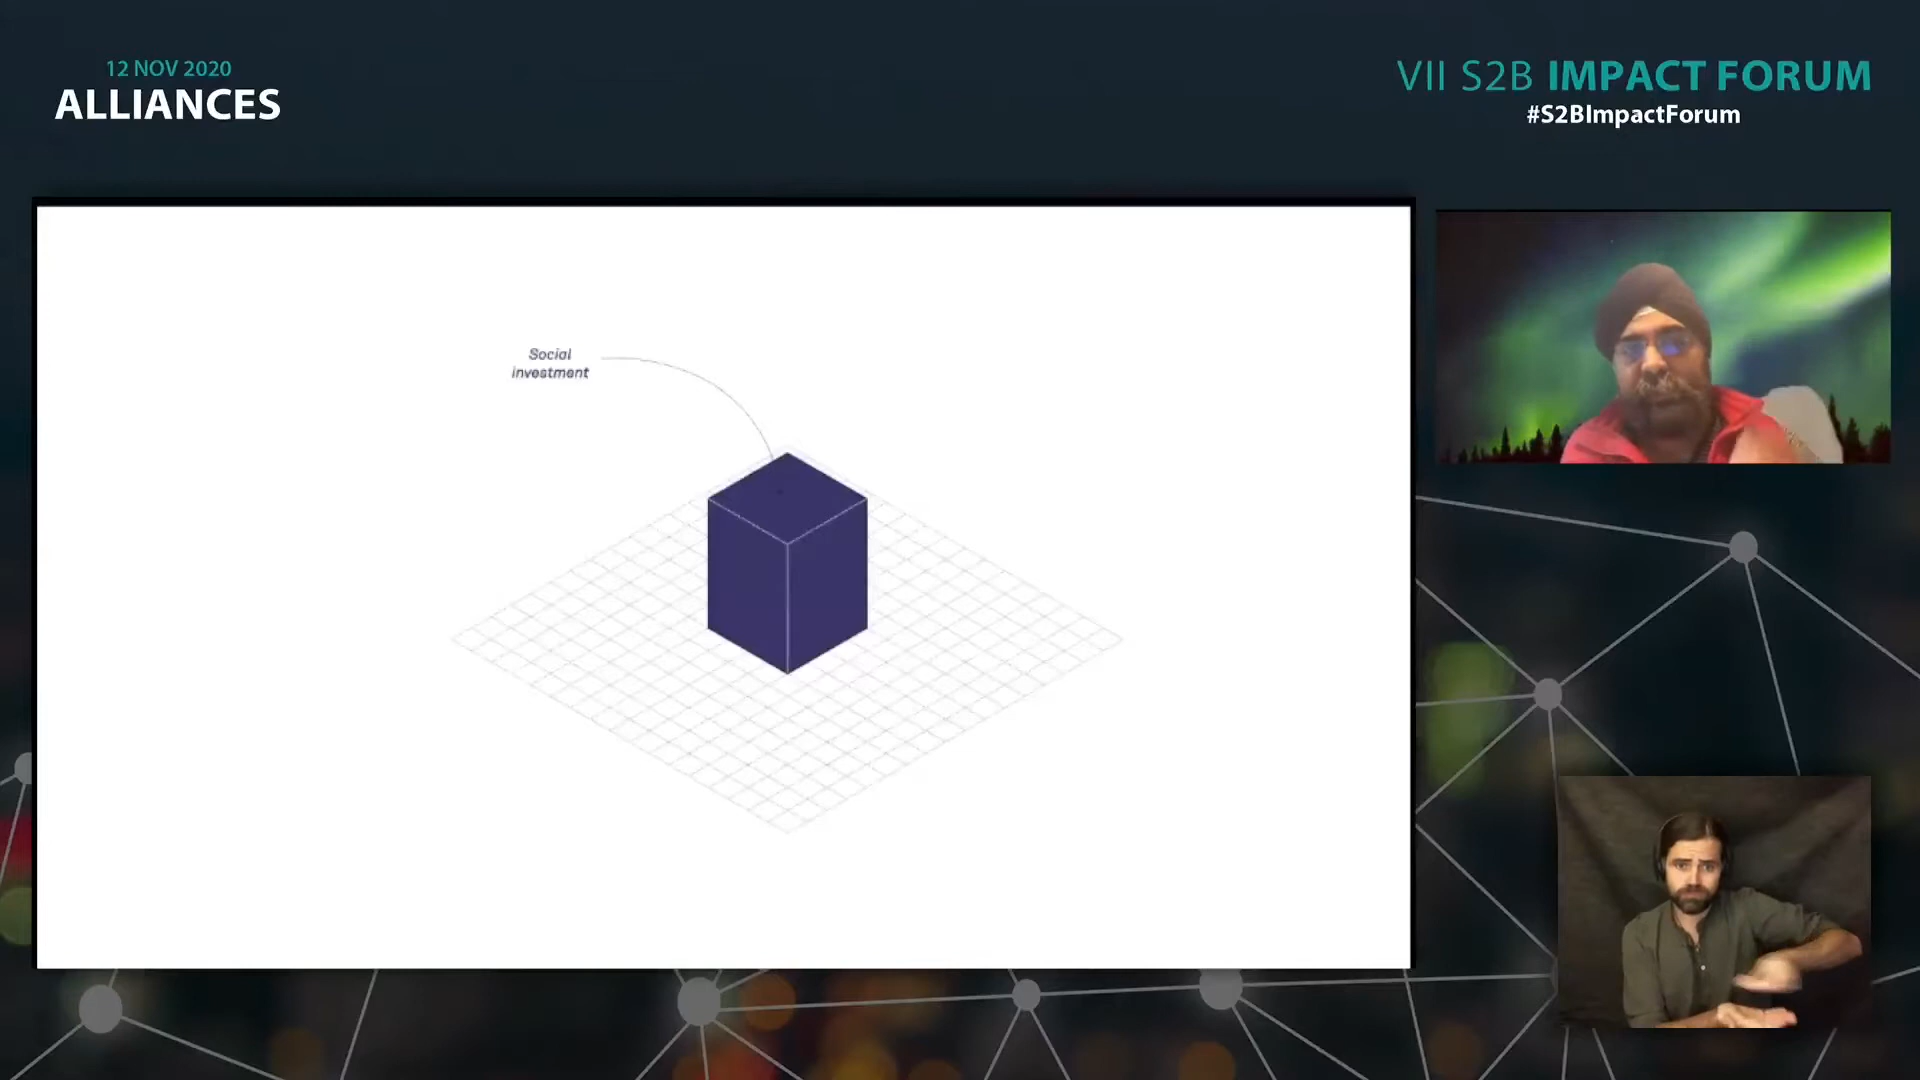 12 NOV 2020
ALLIANCES
VII S2B IMPACT FORUM
#S2BImpactForum
Social
investment